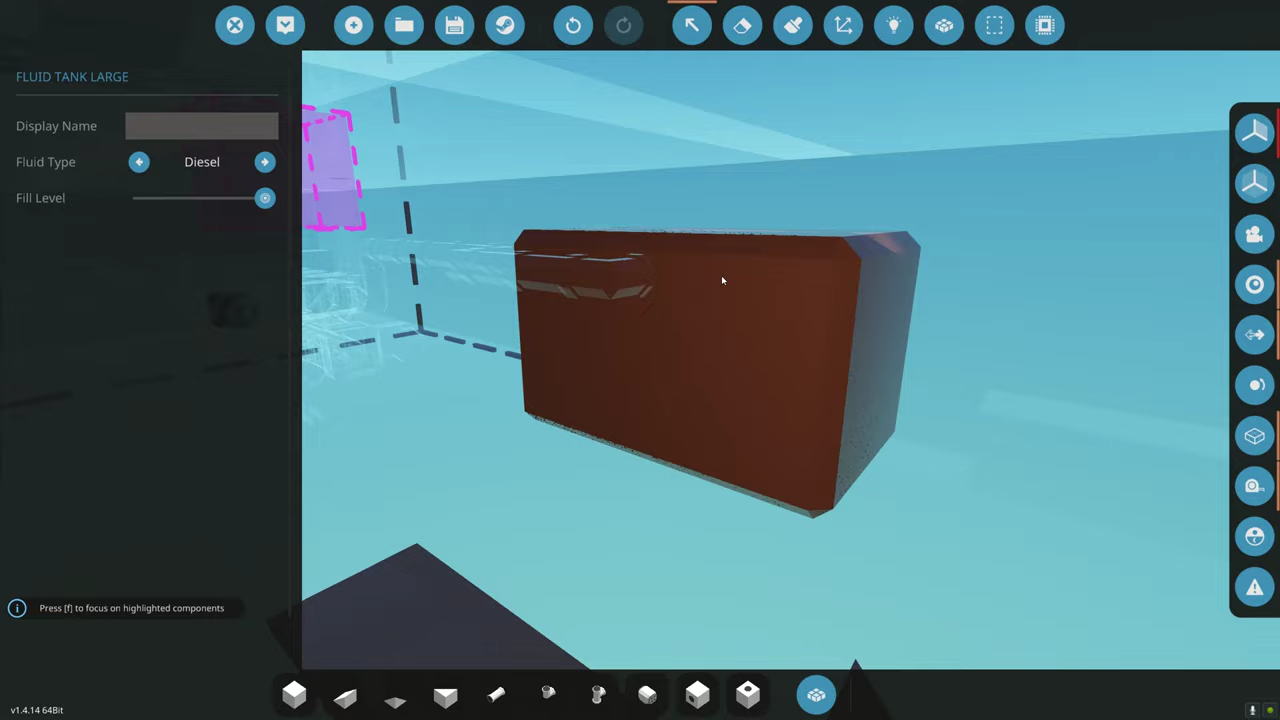 FLUID TANK LARGE
Display Name
Fluid Type
Diesel
Fill Level
Press [f] to focus on highlighted components
v1.4.14 64Bit